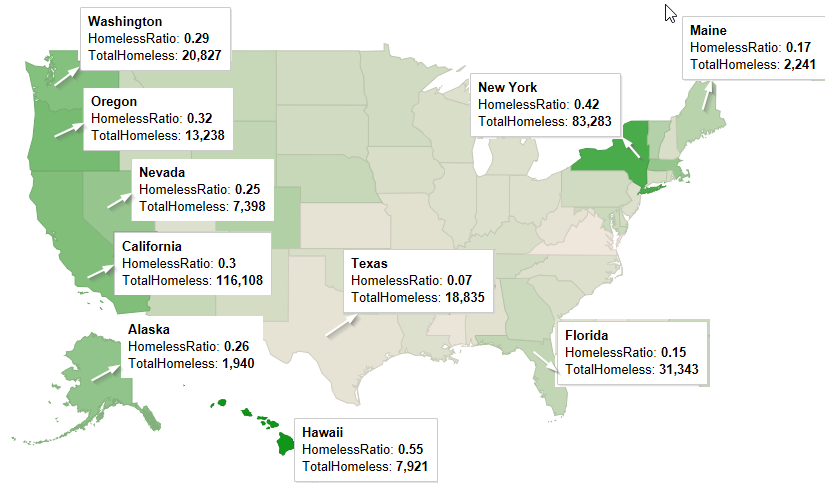 Washington
HomelessRatio: 0.29
TotalHomeless: 20,827
Maine
HomelessRatio: 0.17
TotalHomeless: 2,241
Oregon
HomelessRatio: 0.32
TotalHomeless: 13,238
New York
HomelessRatio: 0.42
TotalHomeless: 83,283
Nevada
HomelessRatio: 0.25
TotalHomeless: 7,398
California
HomelessRatio: 0.3
TotalHomeless: 116,108
Texas
HomelessRatio: 0.07
TotalHomeless: 18,835
Alaska
HomelessRatio: 0.26
TotalHomeless: 1,940
Florida
HomelessRatio: 0.15
TotalHomeless: 31,343
Hawaii
HomelessRatio: 0.55
TotalHomeless: 7,921